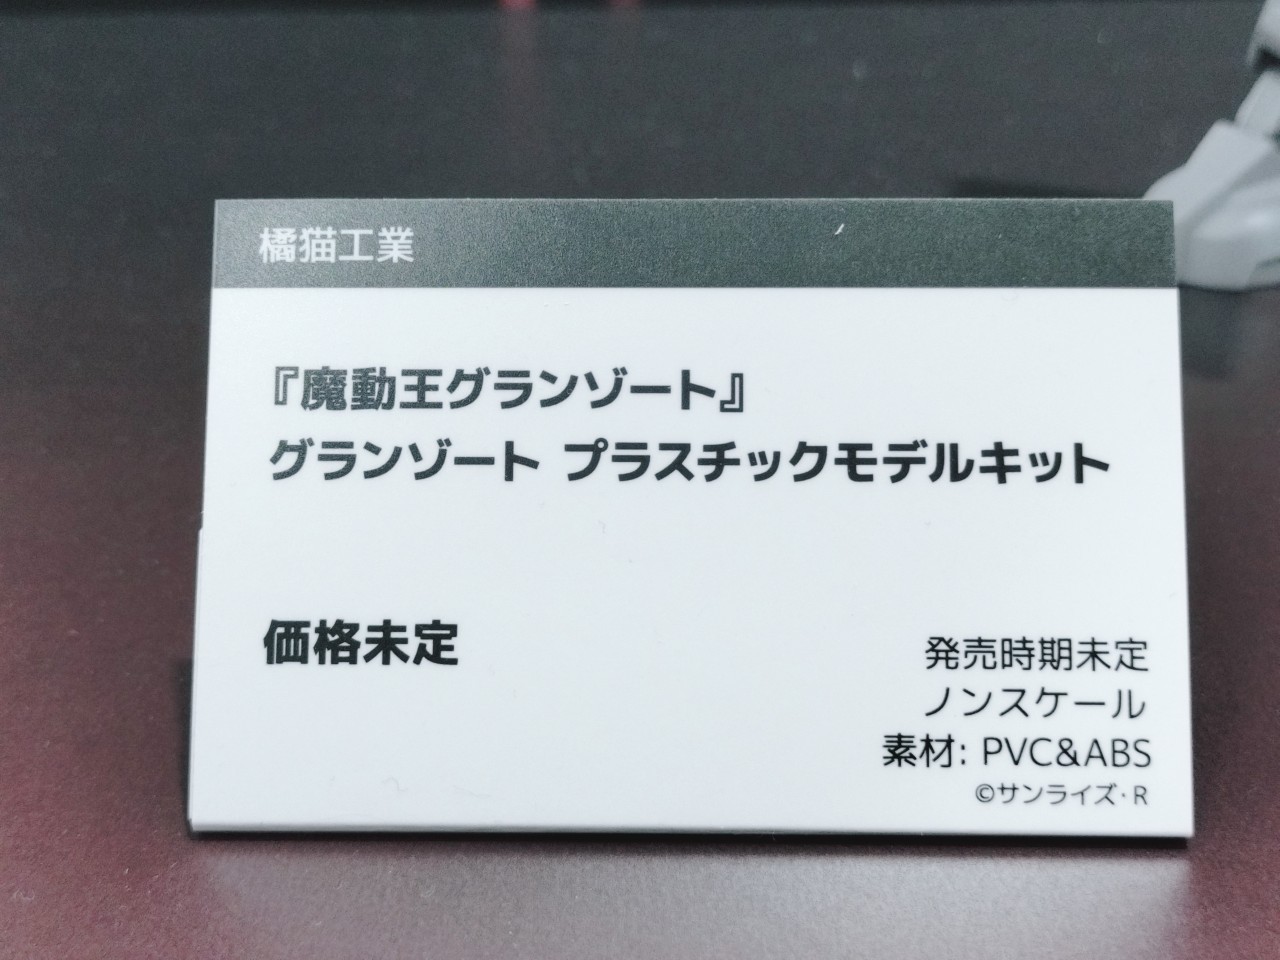 橘猫工業
『魔動王グランゾート』
グランゾート プラスチックモデルキット
価格未定
発売時期未定
ノンスケール
素材: PVC&ABS
©サンライズ・R